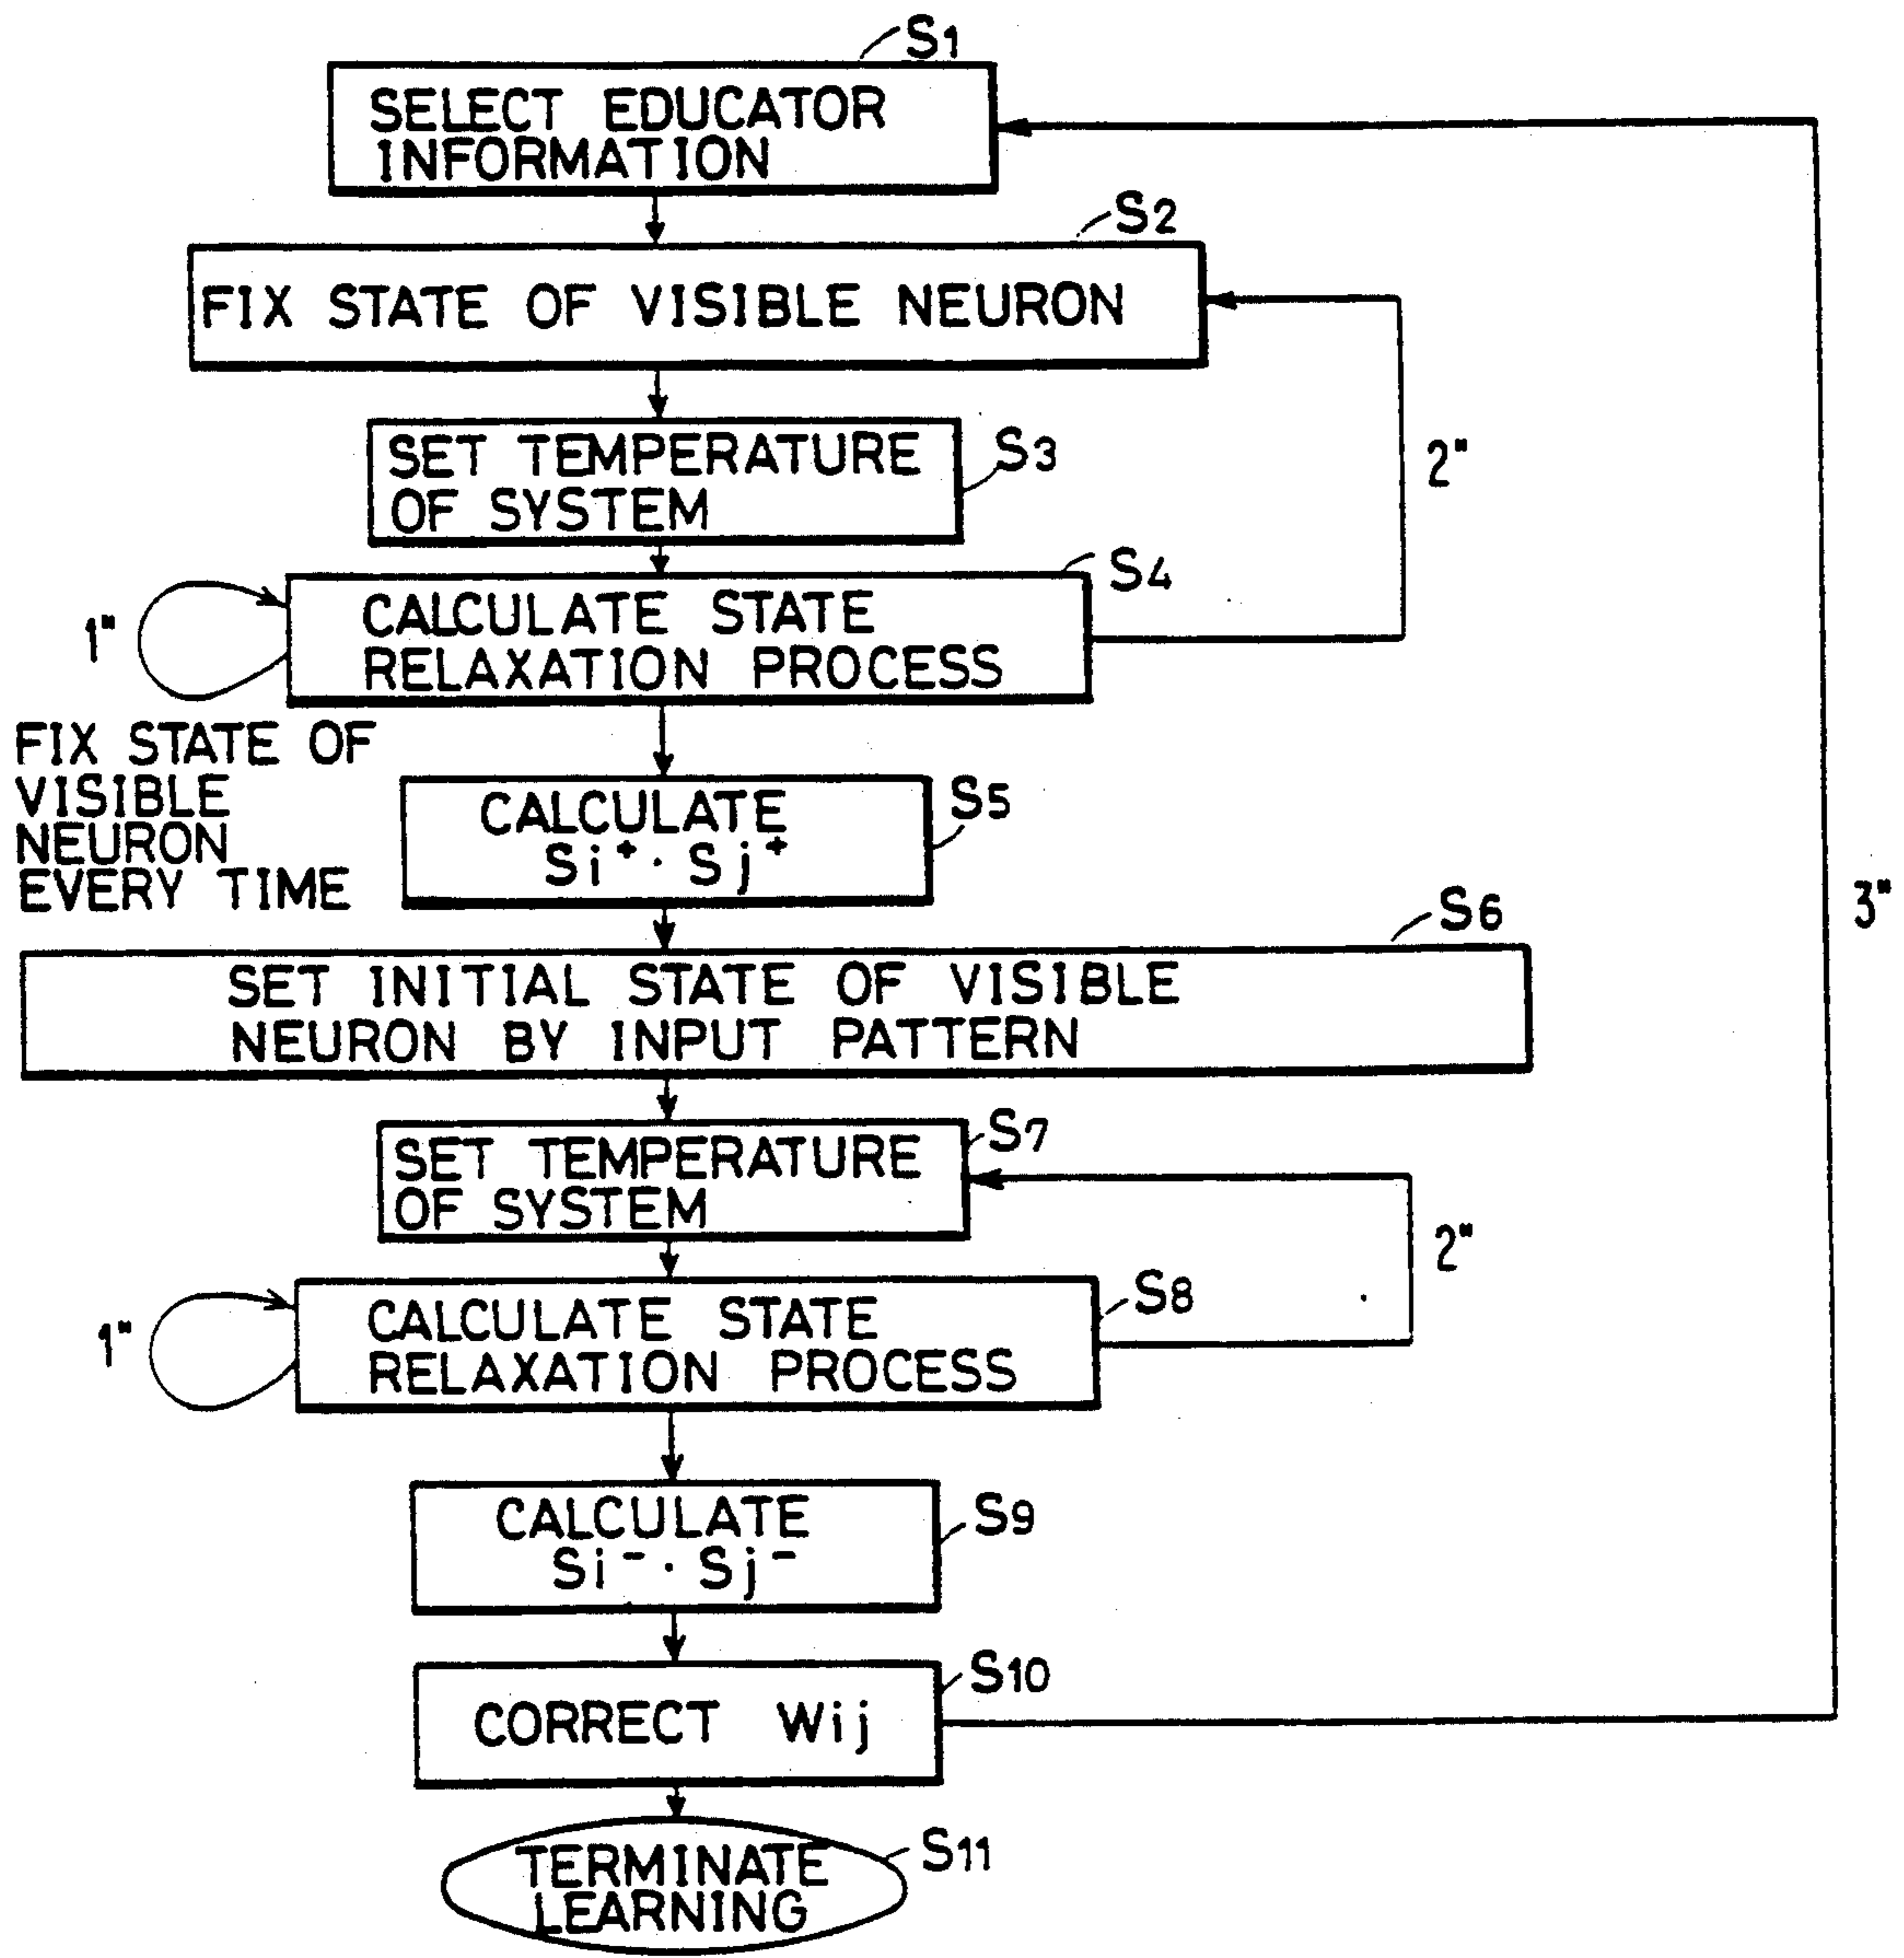 S1
SELECT EDUCATOR
INFORMATION
S2
FIX STATE OF VISIBLE NEURON
SET TEMPERATURE
OF SYSTEM
S3
2"
S4
1"
CALCULATE STATE
RELAXATION PROCESS
FIX STATE OF
VISIBLE
NEURON
EVERY TIME
CALCULATE
Si⁺・Sj⁺
S5
3"
S6
SET INITIAL STATE OF VISIBLE
NEURON BY INPUT PATTERN
S7
SET TEMPERATURE
OF SYSTEM
2"
1"
CALCULATE STATE
RELAXATION PROCESS
S8
CALCULATE
Si⁻・Sj⁻
S9
S10
CORRECT Wij
TERMINATE
LEARNING
S11